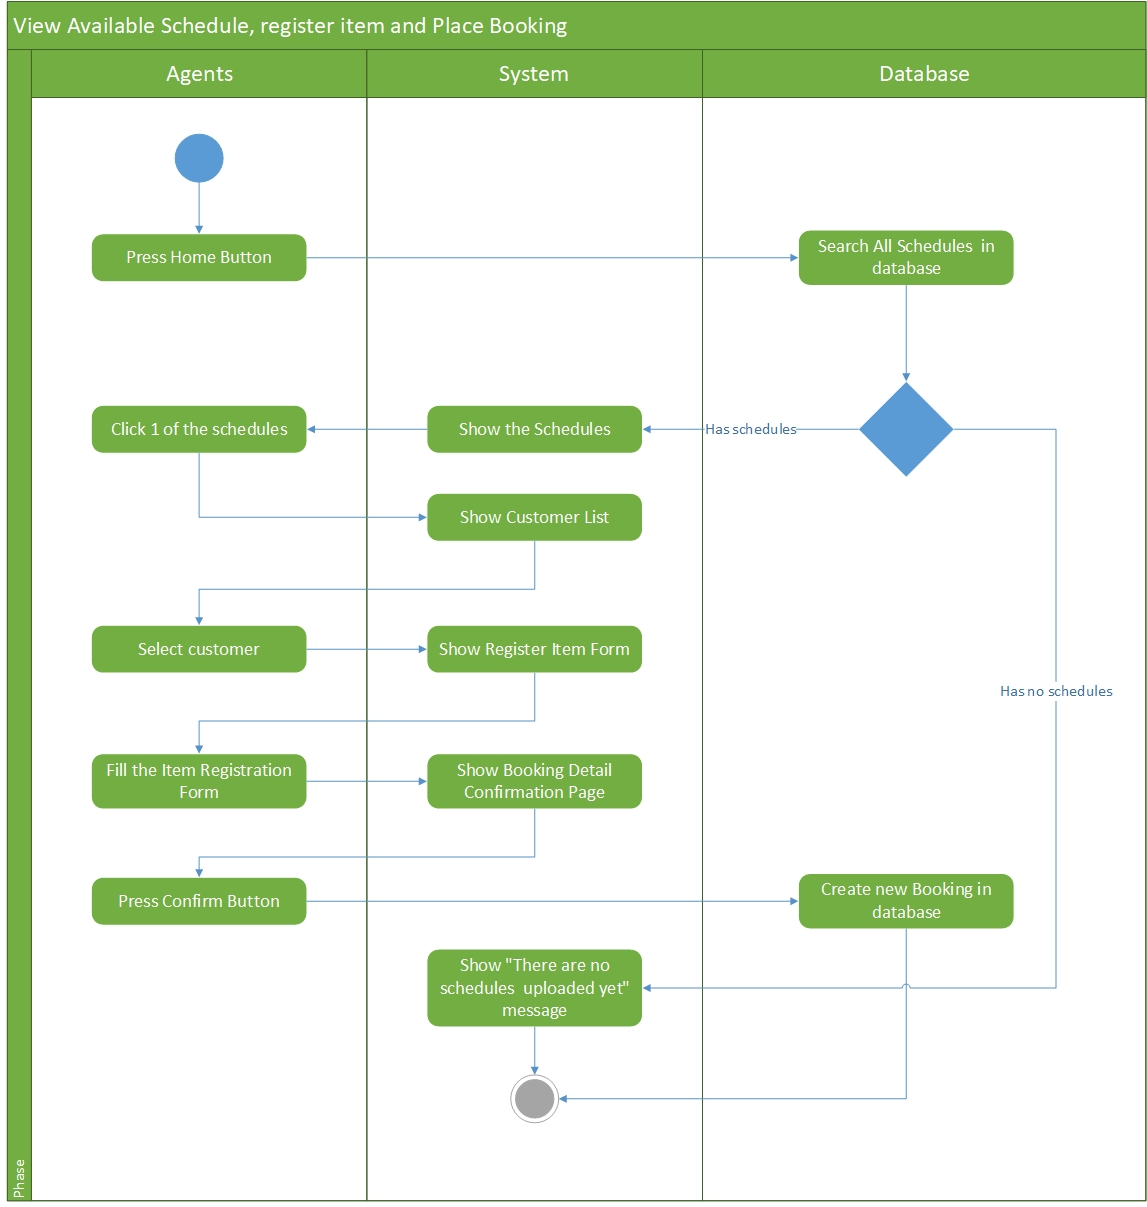 View Available Schedule, register item and Place Booking
Agents
System
Database
Press Home Button
Search All Schedules  in
database
Click 1 of the schedules
Show the Schedules
Has schedules
Show Customer List
Select customer
Show Register Item Form
Has no schedules
Fill the Item Registration
Form
Show Booking Detail
Confirmation Page
Press Confirm Button
Create new Booking in
database
Show "There are no
schedules  uploaded yet"
message
Phase